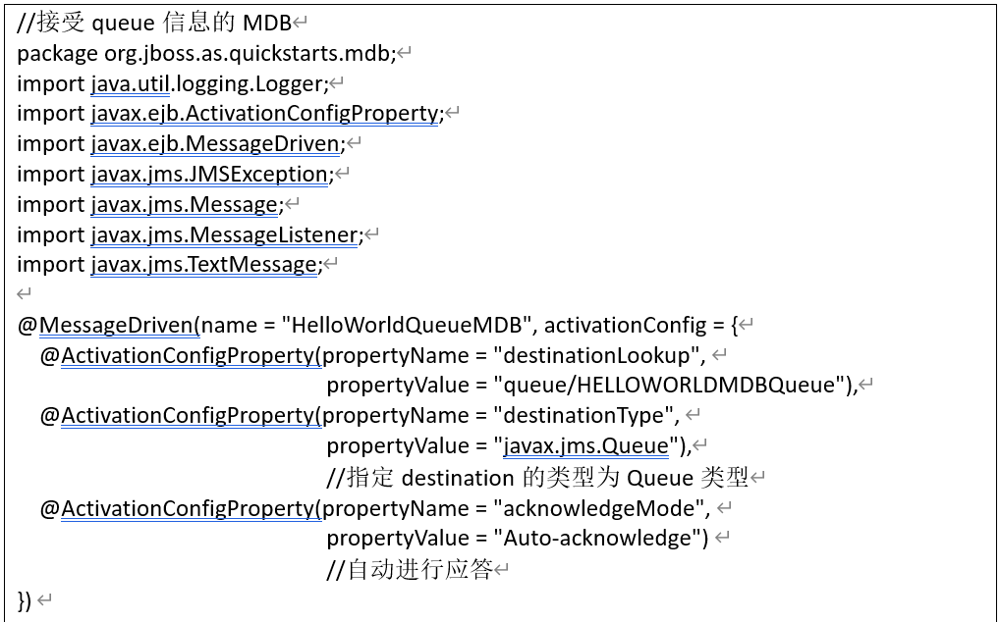 //接受 queue 信息的 MDB
package org.jboss.as.quickstarts.mdb;
import java.util.logging.Logger;
import javax.ejb.ActivationConfigProperty;
import javax.ejb.MessageDriven;
import javax.jms.JMSException;
import javax.jms.Message;
import javax.jms.MessageListener;
import javax.jms.TextMessage;

@MessageDriven(name = "HelloWorldQueueMDB", activationConfig = {
    @ActivationConfigProperty(propertyName = "destinationLookup",
                              propertyValue = "queue/HELLOWORLDMDBQueue"),
    @ActivationConfigProperty(propertyName = "destinationType",
                              propertyValue = "javax.jms.Queue"),
                              //指定 destination 的类型为 Queue 类型
    @ActivationConfigProperty(propertyName = "acknowledgeMode",
                              propertyValue = "Auto-acknowledge")
                              //自动进行应答
})